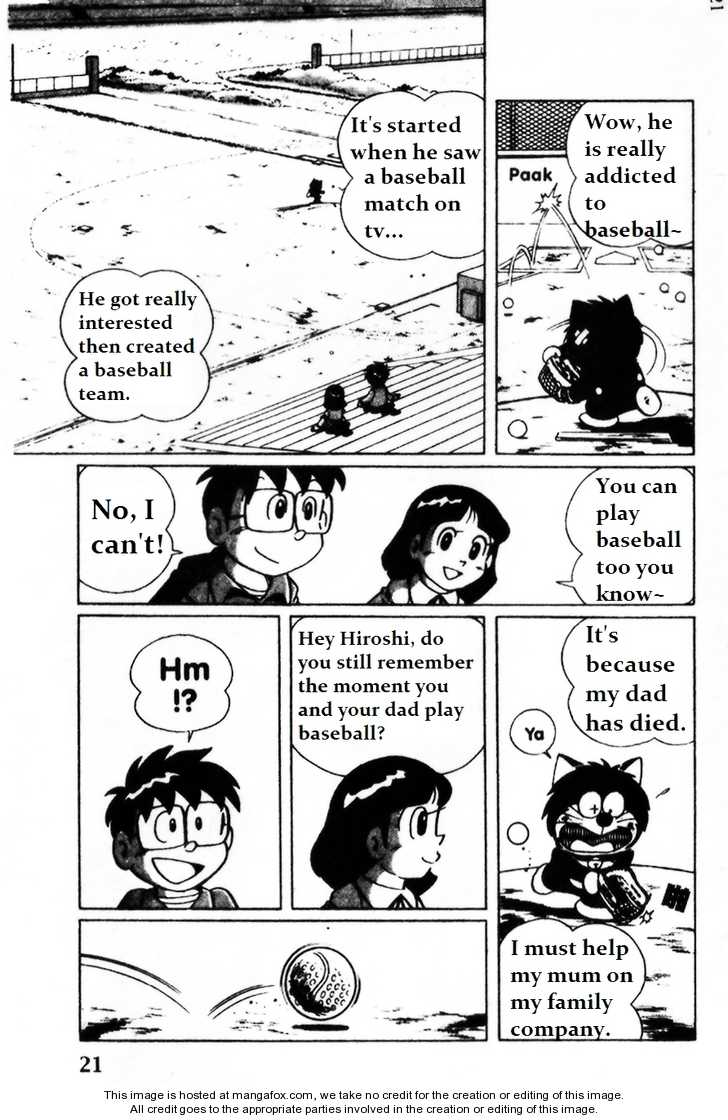 21
Wow, he
is really
addicted
to
baseball~
Paak
It's started
when he saw
a baseball
match on
tv...
He got really
interested
then created
a baseball
team.
You can
play
baseball
too you
know~
No, I
can't!
It's
because
my dad
has died.
Ya
I must help
my mum on
my family
company.
Hey Hiroshi, do
you still remember
the moment you
and your dad play
baseball?
Hm
!?
21
This image is hosted at mangafox.com, we take no credit for the creation or editing of this image.
All credit goes to the appropriate parties involved in the creation or editing of this image.